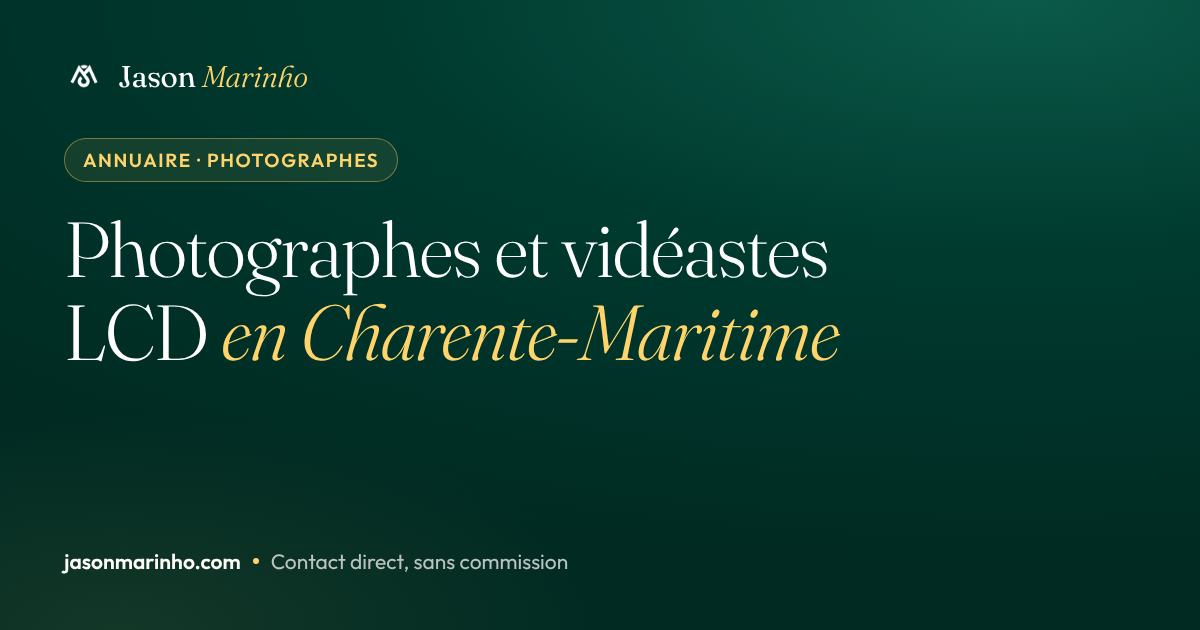 Jason Marinho
ANNUAIRE · PHOTOGRAPHES
Photographes et vidéastes
LCD en Charente-Maritime
jasonmarinho.com • Contact direct, sans commission